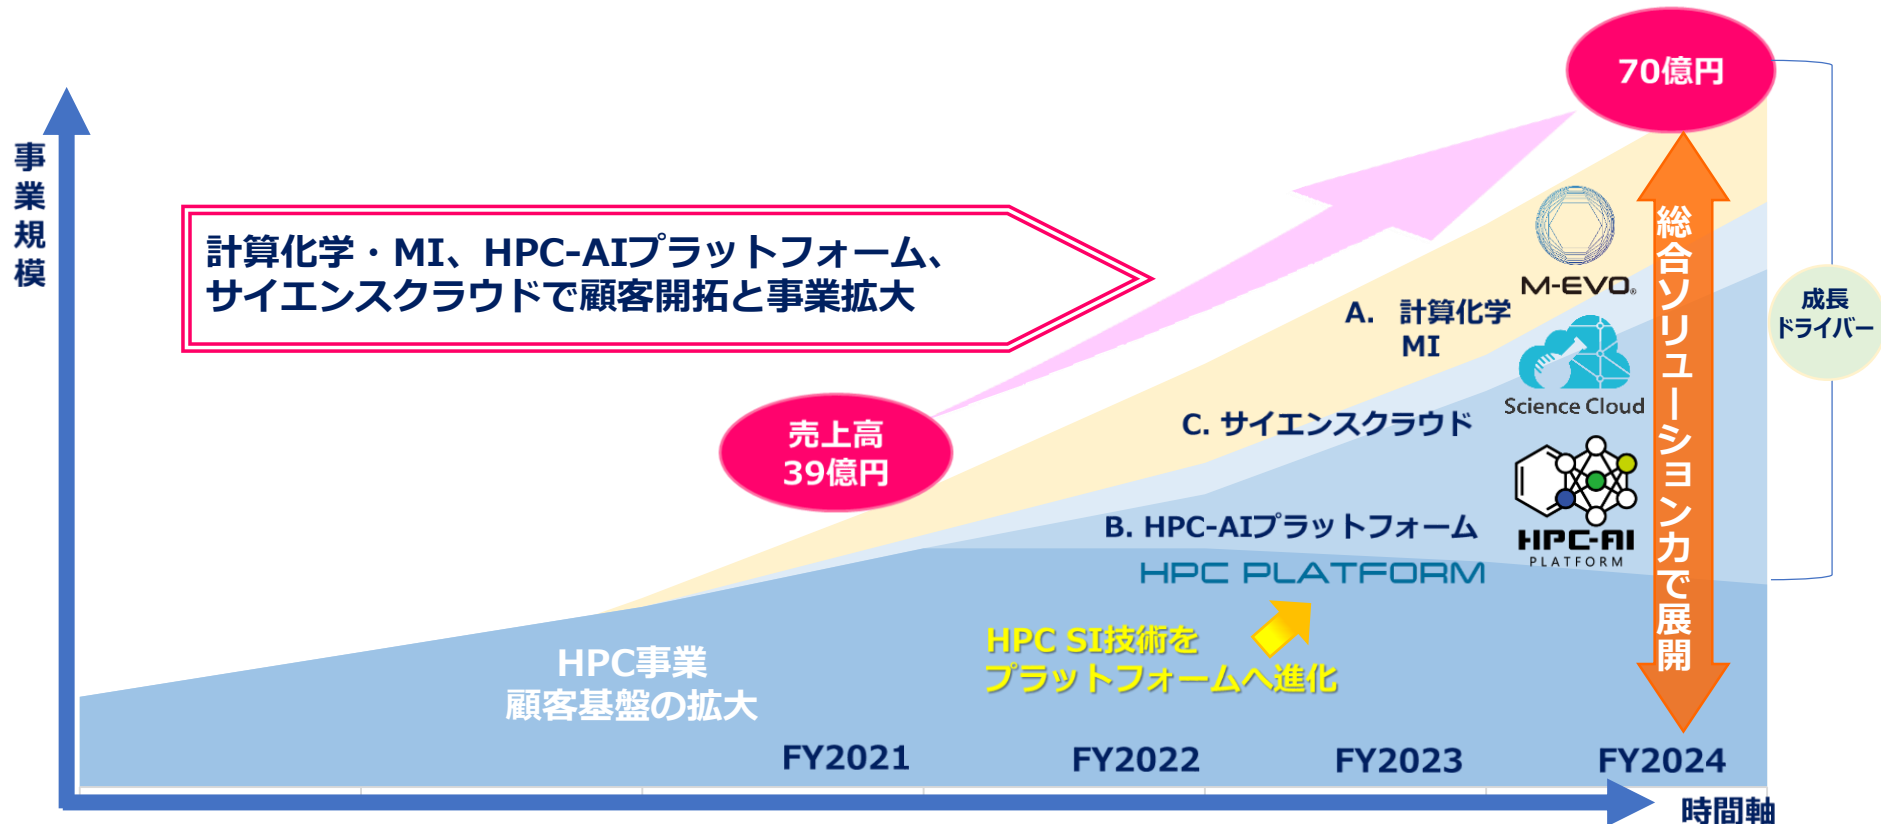 70億円
事業規模
計算化学・MI、HPC-AIプラットフォーム、
サイエンスクラウドで顧客開拓と事業拡大
総合ソリューション力で展開
M-EVO®
A. 計算化学
MI
成長
ドライバー
Science Cloud
C. サイエンスクラウド
売上高
39億円
B. HPC-AIプラットフォーム
HPC-AI
PLATFORM
HPC PLATFORM
HPC SI技術を
プラットフォームへ進化
HPC事業
顧客基盤の拡大
FY2021
FY2022
FY2023
FY2024
時間軸